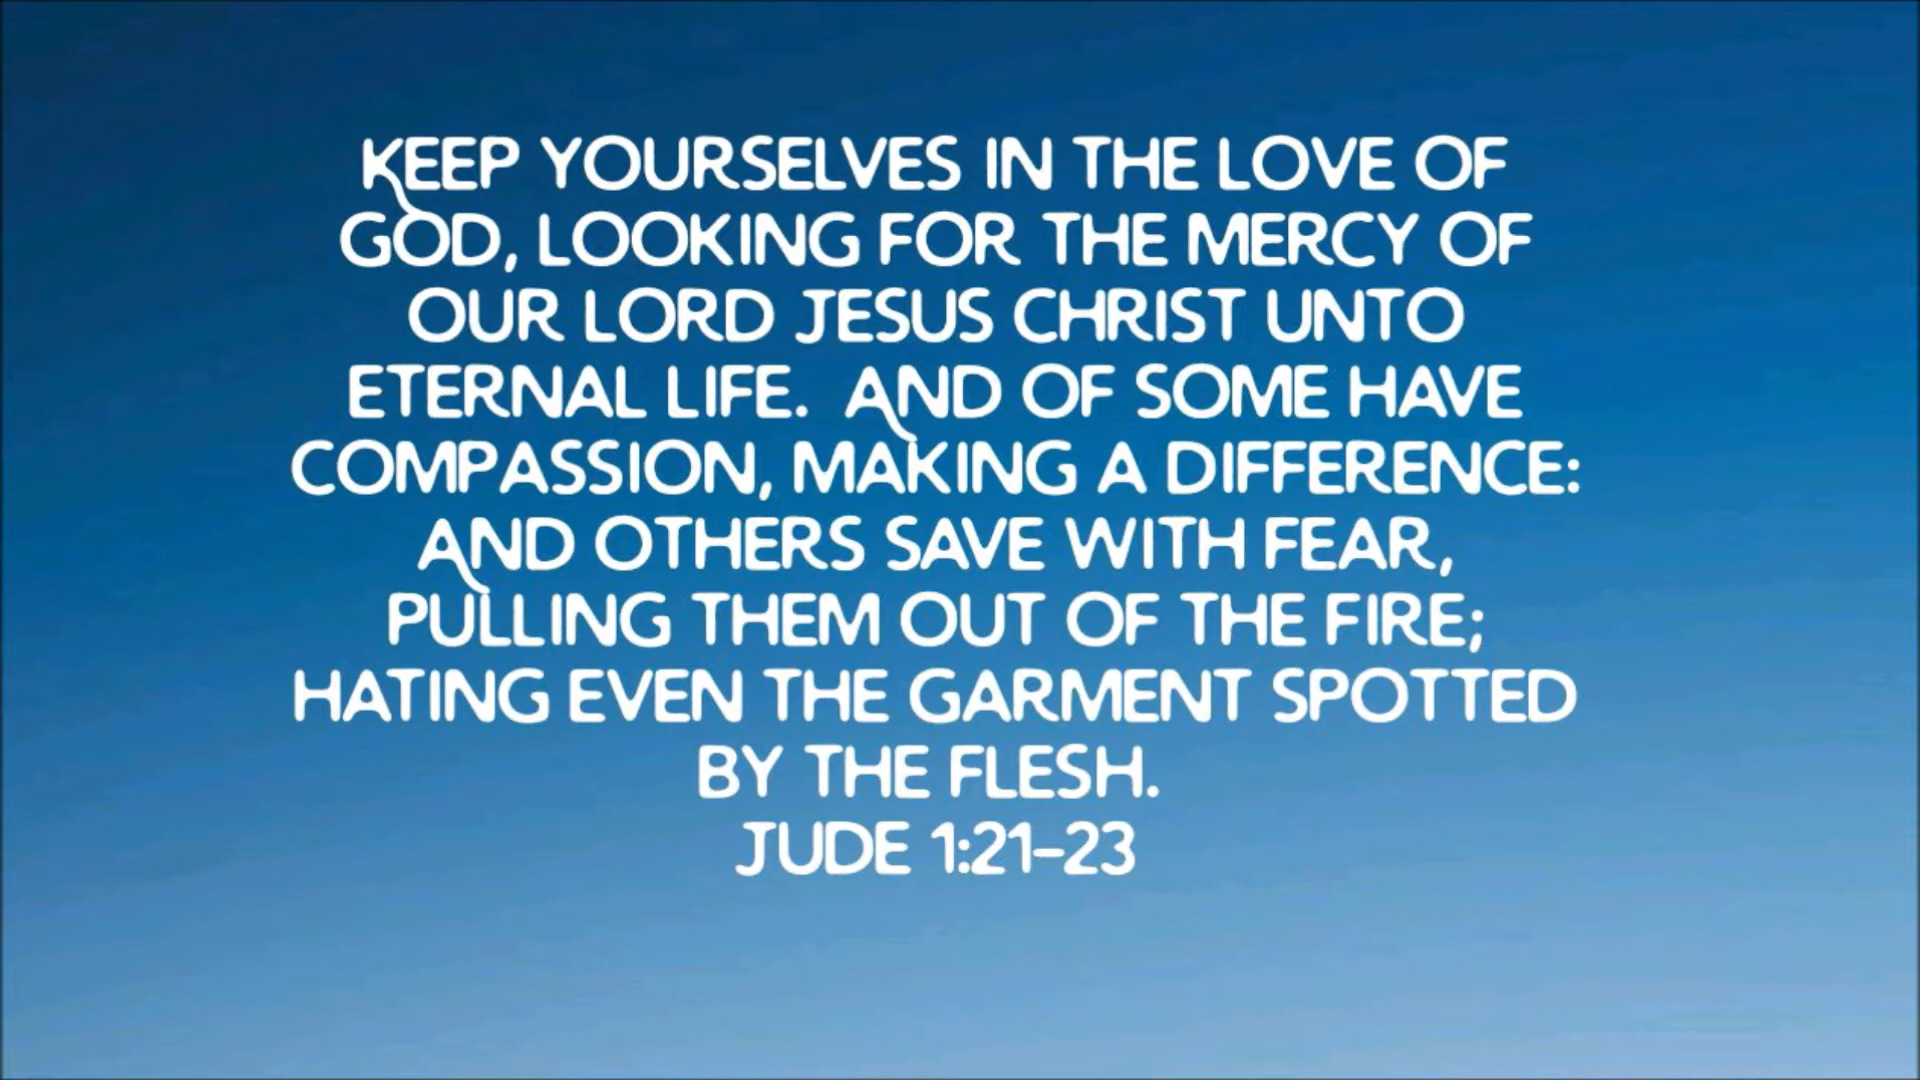 KEEP YOURSELVES IN THE LOVE OF
GOD, LOOKING FOR THE MERCY OF
OUR LORD JESUS CHRIST UNTO
ETERNAL LIFE.  AND OF SOME HAVE
COMPASSION, MAKING A DIFFERENCE:
AND OTHERS SAVE WITH FEAR,
PULLING THEM OUT OF THE FIRE;
HATING EVEN THE GARMENT SPOTTED
BY THE FLESH.
JUDE 1:21-23